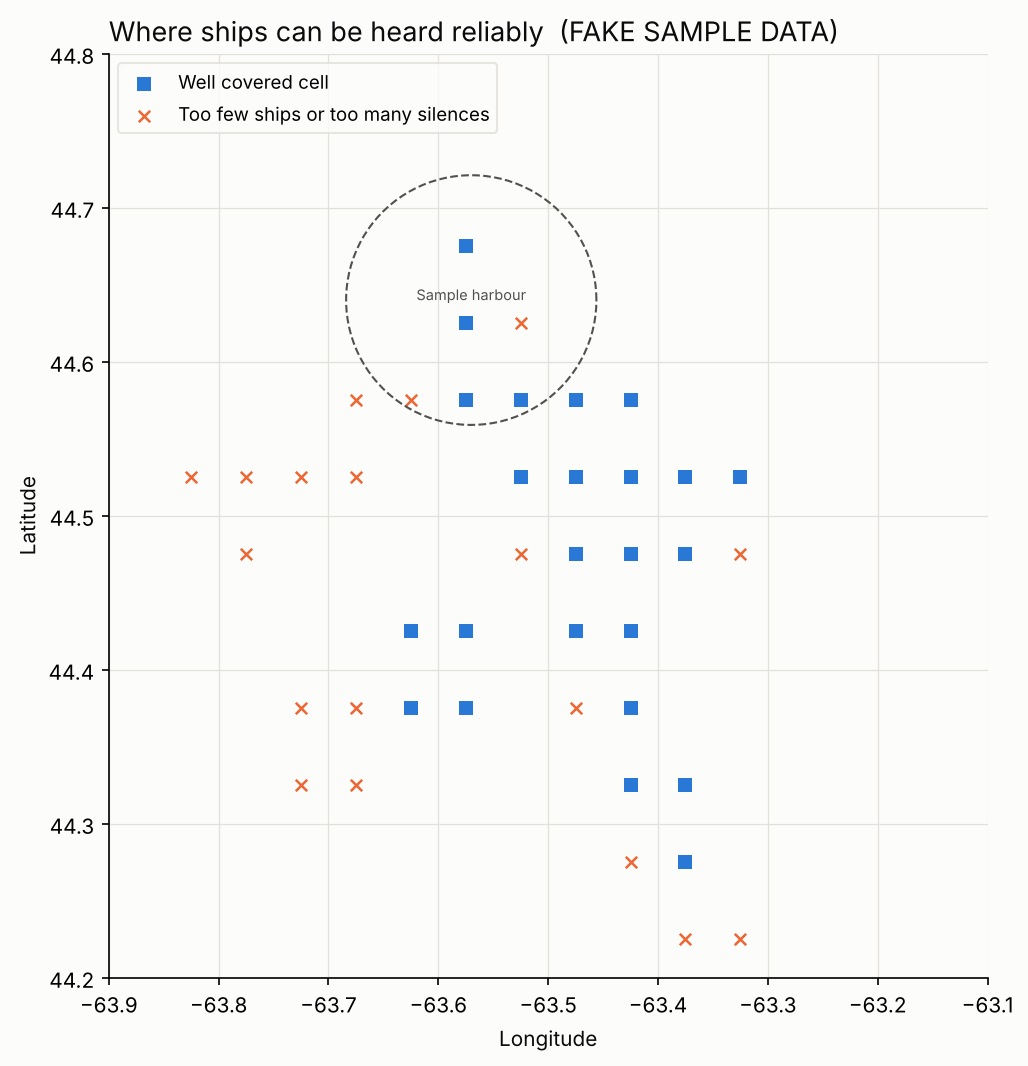 Where ships can be heard reliably  (FAKE SAMPLE DATA)
Well covered cell
Too few ships or too many silences
Sample harbour
Latitude
44.8
44.7
44.6
44.5
44.4
44.3
44.2
−63.9 −63.8 −63.7 −63.6 −63.5 −63.4 −63.3 −63.2 −63.1
Longitude